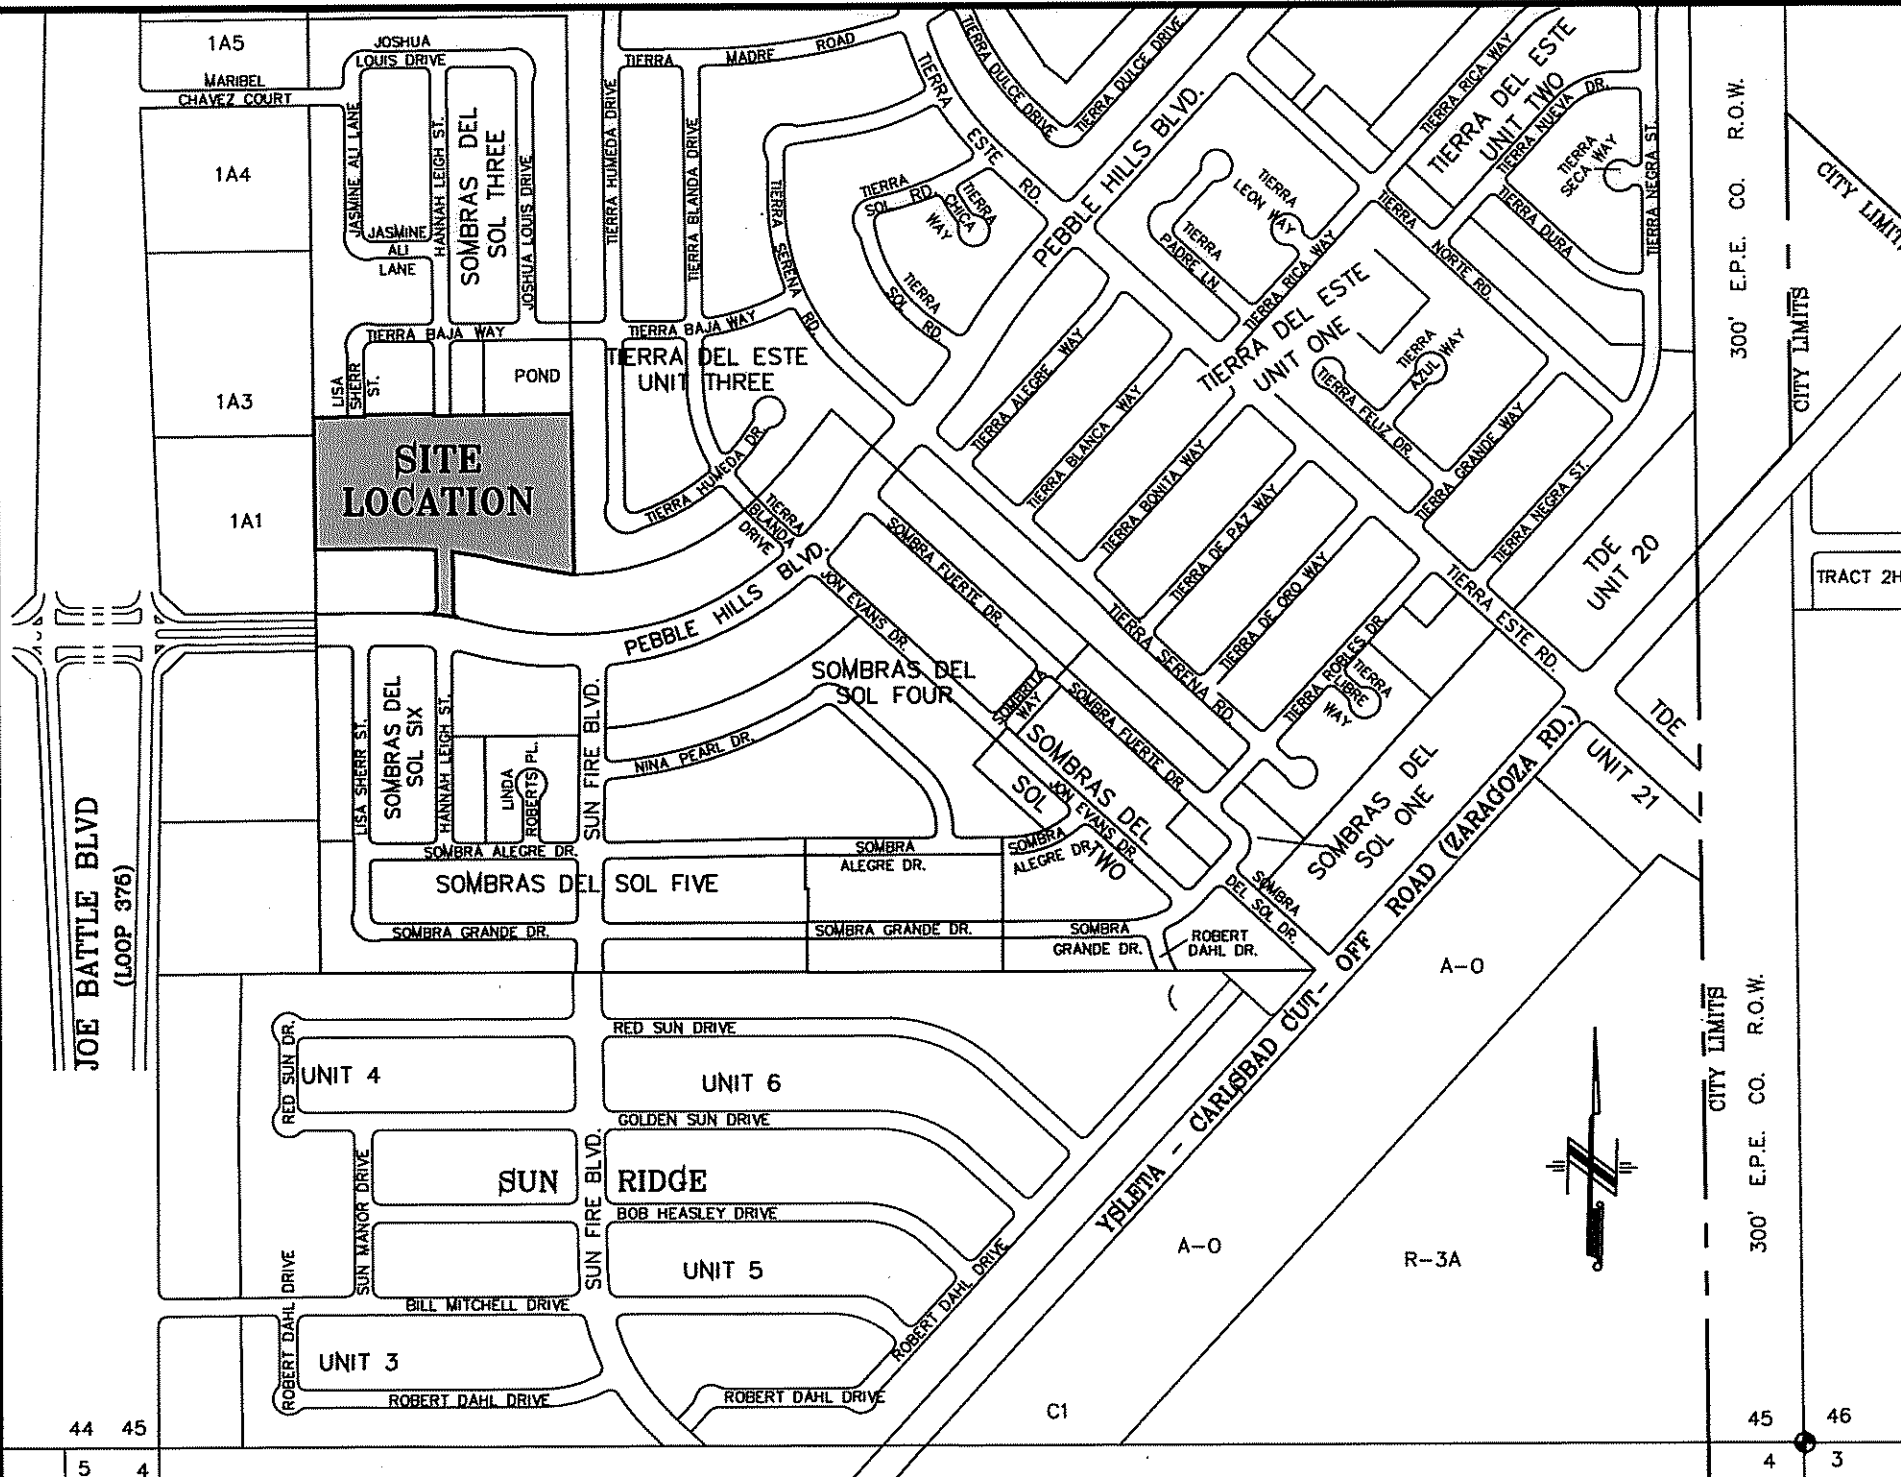 1A5
MARIBEL
CHAVEZ COURT
JOSHUA
LOUIS DRIVE
1A4
JASMINE ALI LANE
HANNAH LEIGH ST.
SOMBRAS DEL
SOL THREE
JOSHUA LOUIS DRIVE
JASMINE
ALI
LANE
TIERRA BAJA WAY
LISA
SHERR
ST.
POND
1A3
1A1
SITE
LOCATION
TIERRA
MADRE
ROAD
TIERRA HUMEDA DRIVE
TIERRA BLANDA DRIVE
TIERRA
SERENA
RD.
TIERRA BAJA WAY
TIERRA DEL ESTE
UNIT THREE
TIERRA HUMEDA DR.
TIERRA
BLANDA
DRIVE
TIERRA
ESTE
RD.
TIERRA DULCE DRIVE
TIERRA DULCE DRIVE
TIERRA
SOL RD.
TIERRA
CHICA
WAY
TIERRA
SOL RD.
PEBBLE HILLS BLVD.
TIERRA RICA WAY
TIERRA DEL ESTE
UNIT TWO
TIERRA NUEVA DR.
TIERRA
SECA WAY
TIERRA NEGRA ST.
TIERRA DURA
TIERRA
LEON WAY
TIERRA
PADRE LN.
TIERRA RICA WAY
TIERRA
NORTE RD.
TIERRA DEL ESTE
UNIT ONE
TIERRA
AZUL WAY
TIERRA FELIZ DR.
TIERRA GRANDE WAY
TIERRA NEGRA ST.
TIERRA ALEGRE WAY
TIERRA BLANCA WAY
TIERRA BONITA WAY
TIERRA DE PAZ WAY
TIERRA DE ORO WAY
TIERRA ROBLES DR.
TIERRA
LIBRE
WAY
TIERRA SERENA RD.
TIERRA ESTE RD.
TDE
UNIT 20
TDE
UNIT 21
300' E.P.E. CO. R.O.W.
CITY LIMITS
CITY LIMITS
TRACT 2H
PEBBLE HILLS BLVD.
JON EVANS DR.
SOMBRA FUERTE DR.
SOMBRAS DEL
SOL FOUR
SOMBRITA
WAY
SOMBRA FUERTE DR.
SOMBRAS DEL
SOL
TWO
JON EVANS DR.
SOMBRAS DEL
SOL ONE
SOMBRAS DEL
SOL SIX
LISA SHERR ST.
HANNAH LEIGH ST.
LINDA
ROBERTS PL.
SUN FIRE BLVD.
NINA PEARL DR.
SOMBRA ALEGRE DR.
SOMBRA
ALEGRE DR.
SOMBRA
ALEGRE DR.
SOMBRAS DEL SOL FIVE
SOMBRA GRANDE DR.
SOMBRA GRANDE DR.
SOMBRA
GRANDE DR.
ROBERT
DAHL DR.
SOMBRA
DEL SOL DR.
JOE BATTLE BLVD
(LOOP 375)
YSLETA - CARLSBAD CUT- OFF ROAD (ZARAGOZA RD.)
A-O
RED SUN DRIVE
RED SUN DR.
UNIT 4
UNIT 6
GOLDEN SUN DRIVE
SUN RIDGE
SUN MANOR DRIVE
SUN FIRE BLVD.
BOB HEASLEY DRIVE
UNIT 5
BILL MITCHELL DRIVE
ROBERT DAHL DRIVE
UNIT 3
ROBERT DAHL DRIVE
ROBERT DAHL DRIVE
ROBERT DAHL DRIVE
A-O
R-3A
C1
CITY LIMITS
300' E.P.E. CO. R.O.W.
44 45
5 4
45 46
4 3